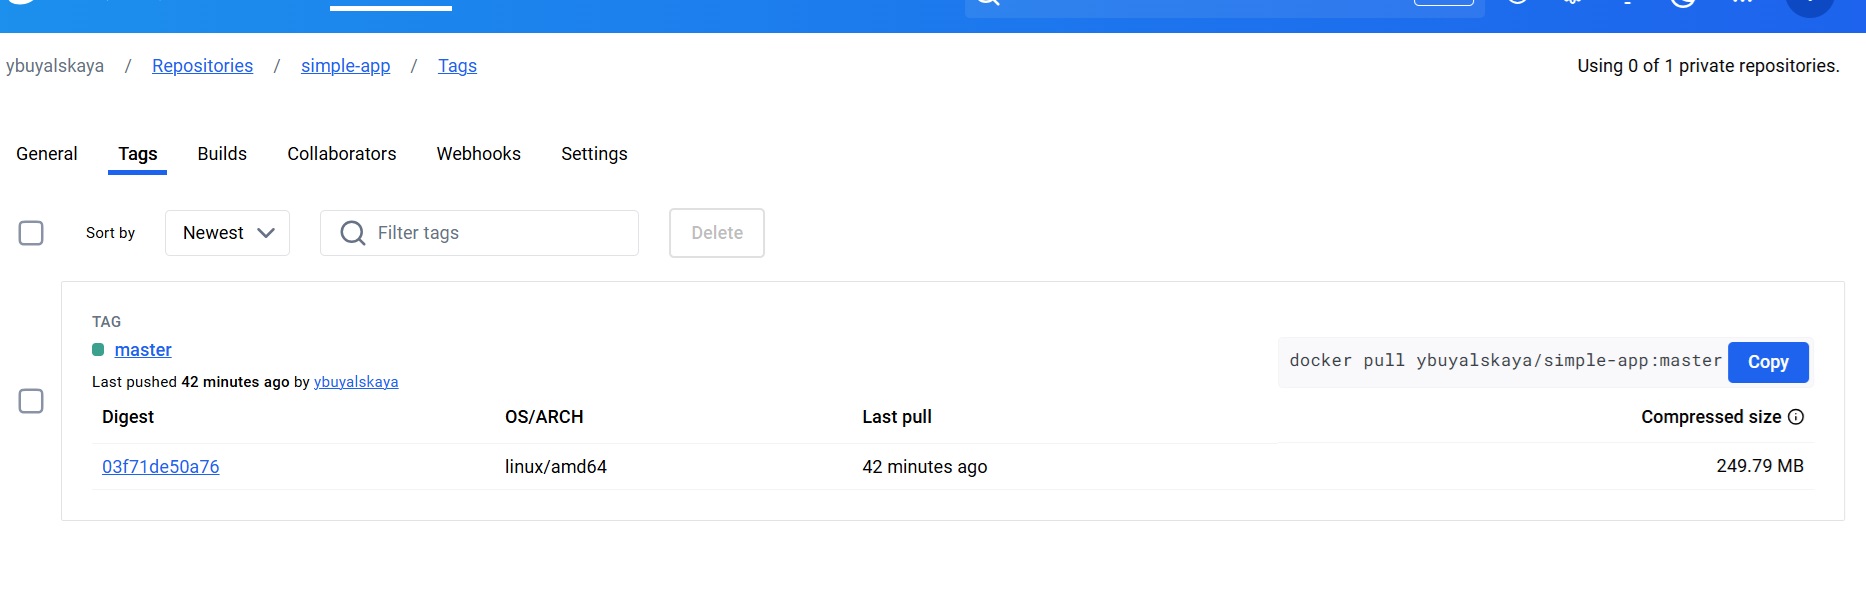 ybuyalskaya / Repositories / simple-app / Tags Using 0 of 1 private repositories.
General Tags Builds Collaborators Webhooks Settings
Sort by Newest Filter tags Delete
TAG
master
docker pull ybuyalskaya/simple-app:master Copy
Last pushed 42 minutes ago by ybuyalskaya
Digest OS/ARCH Last pull Compressed size
03f71de50a76 linux/amd64 42 minutes ago 249.79 MB